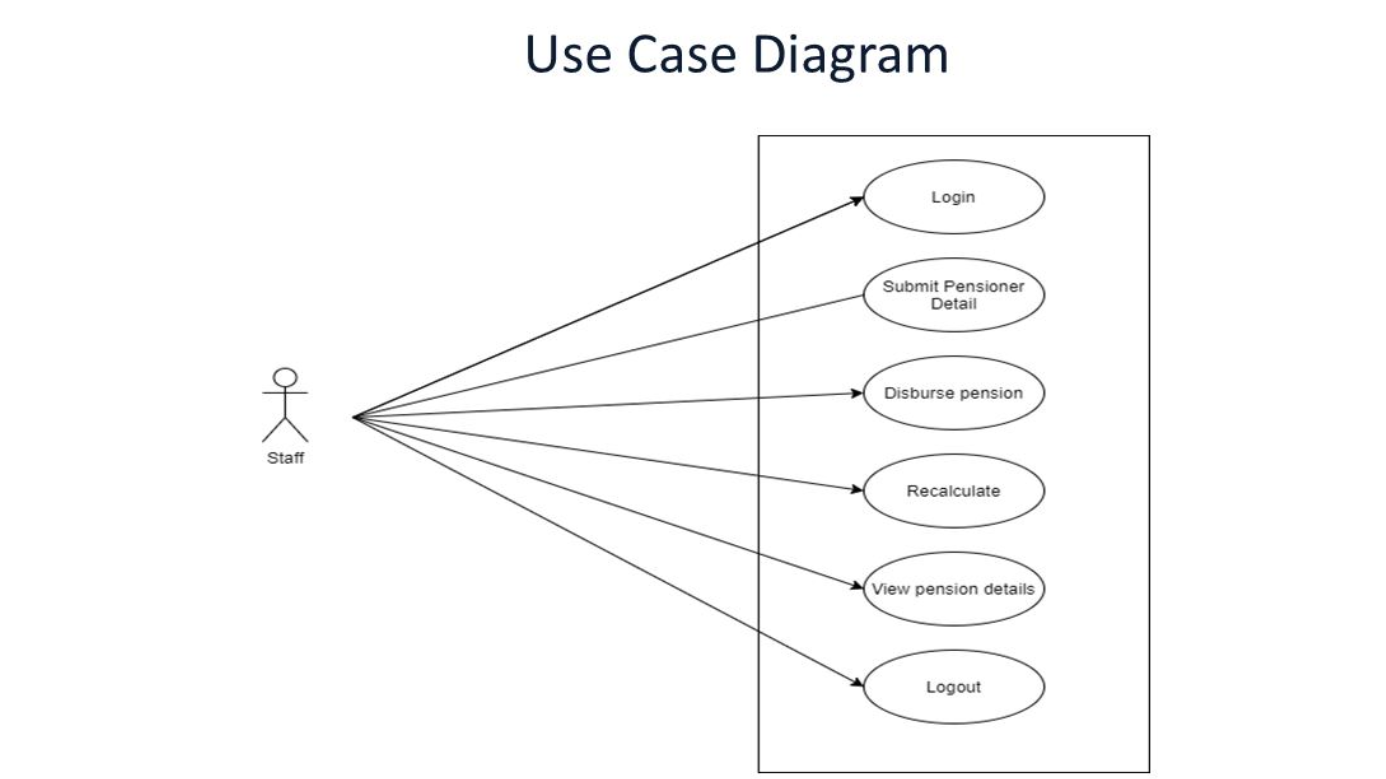 Use Case Diagram
Login
Submit Pensioner
Detail
Disburse pension
Staff
Recalculate
View pension details
Logout